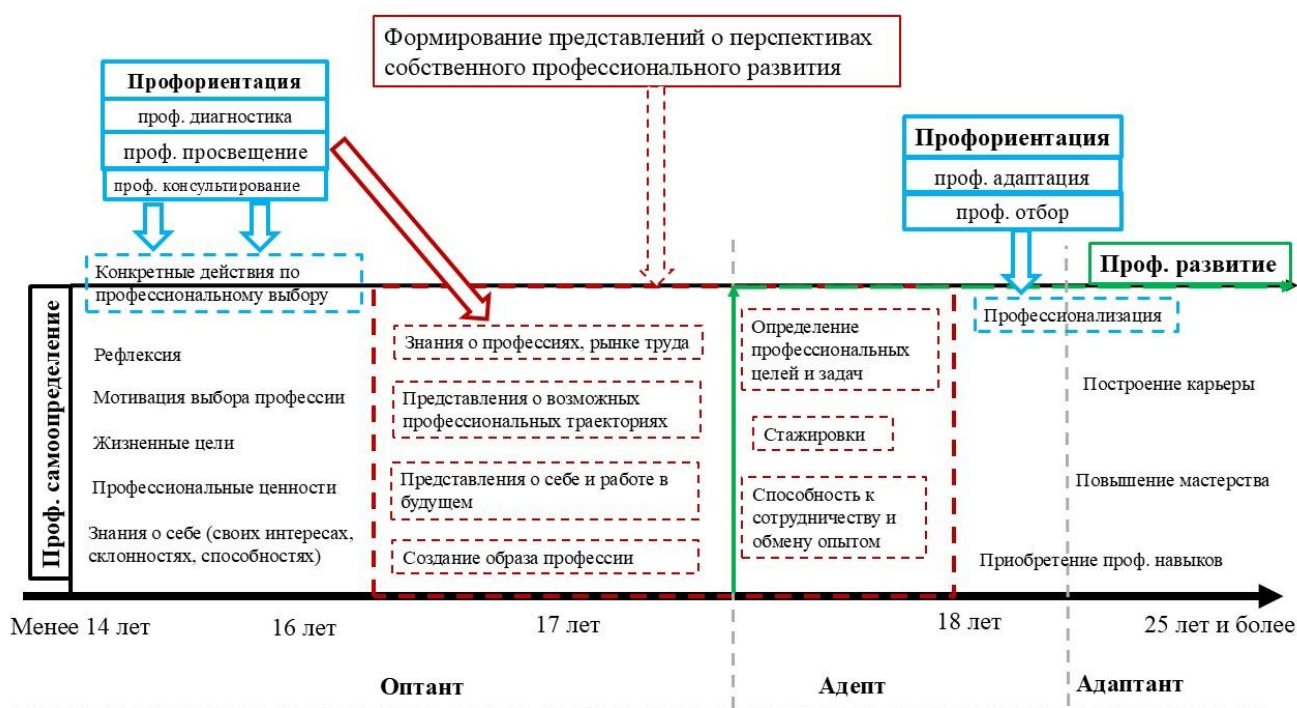 Формирование представлений о перспективах
собственного профессионального развития
Профориентация
проф. диагностика
проф. просвещение
проф. консультирование
Профориентация
проф. адаптация
проф. отбор
Конкретные действия по
профессиональному выбору
Проф. развитие
Проф. самоопределение
Рефлексия
Мотивация выбора профессии
Жизненные цели
Профессиональные ценности
Знания о себе (своих интересах,
склонностях, способностях)
Знания о профессиях, рынке труда
Представления о возможных
профессиональных траекториях
Представления о себе и работе в
будущем
Создание образа профессии
Определение
профессиональных
целей и задач
Стажировки
Способность к
сотрудничеству и
обмену опытом
Профессионализация
Построение карьеры
Повышение мастерства
Приобретение проф. навыков
Менее 14 лет
16 лет
17 лет
18 лет
25 лет и более
Оптант
Адепт
Адаптант